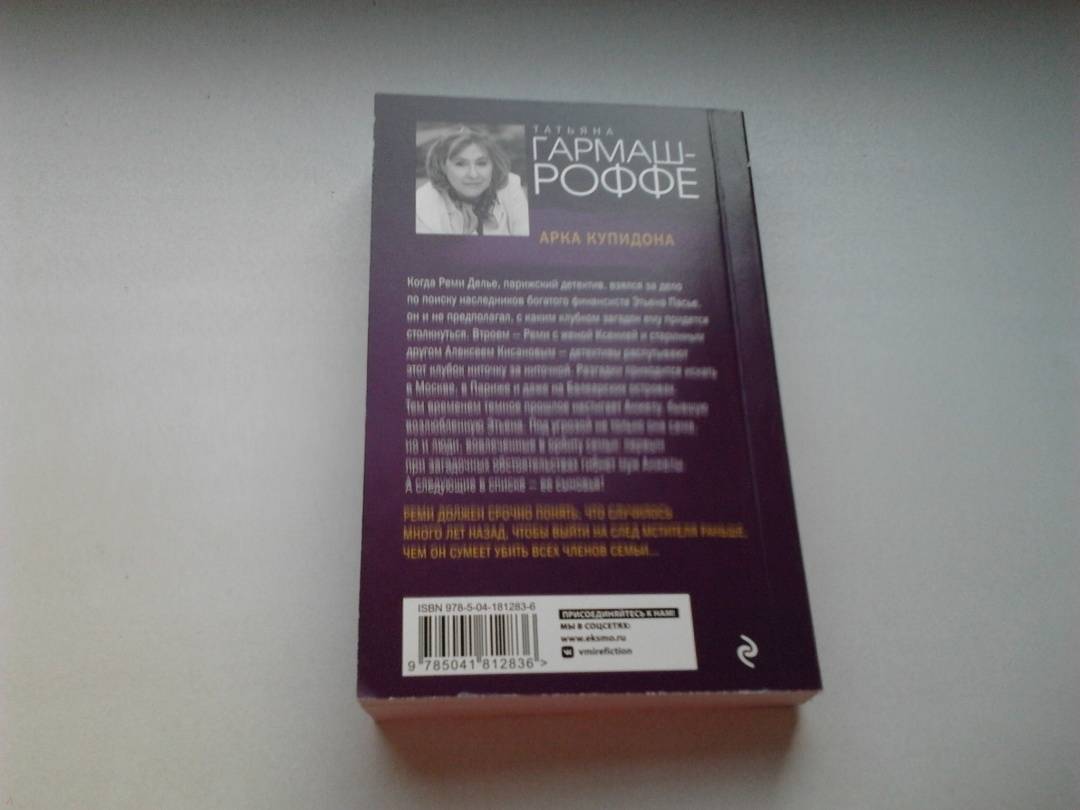 ТАТЬЯНА
ГАРМАШ-
РОФФЕ
АРКА КУПИДОНА
Когда Реми Делье, парижский детектив, взялся за дело
по поиску наследников богатого финансиста Этьена Пасье,
он и не предполагал, с каким клубком загадок ему придется
столкнуться. Втроем – Реми с женой Ксенией и старинным
другом Алексеем Кисановым – детективы распутывают
этот клубок ниточку за ниточкой. Разгадки приходится искать
в Москве, в Париже и даже на Балеарских островах.
Тем временем темное прошлое настигает Аннету, бывшую
возлюбленную Этьена. Под угрозой не только она сама,
но и люди, вовлеченные в орбиту семьи: первым
при загадочных обстоятельствах гибнет муж Аннеты.
А следующие в списке – ее сыновья!
РЕМИ ДОЛЖЕН СРОЧНО ПОНЯТЬ, ЧТО СЛУЧИЛОСЬ
МНОГО ЛЕТ НАЗАД, ЧТОБЫ ВЫЙТИ НА СЛЕД МСТИТЕЛЯ РАНЬШЕ,
ЧЕМ ОН СУМЕЕТ УБИТЬ ВСЕХ ЧЛЕНОВ СЕМЬИ...
ISBN 978-5-04-181283-6
9 785041 812836 >
ПРИСОЕДИНЯЙТЕСЬ К НАМ!
МЫ В СОЦСЕТЯХ:
www.eksmo.ru
vmirefiction